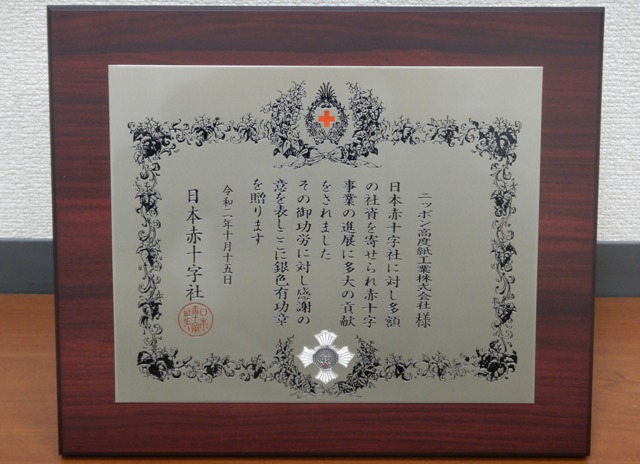 ニッポン高度紙工業株式会社 様
日本赤十字社に対し多額
の社資を寄せられ赤十字
事業の進展に多大の貢献
をされました
その御功労に対し感謝の
意を表しここに銀色有功章
を贈ります
令和二年十月十五日
日本赤十字社